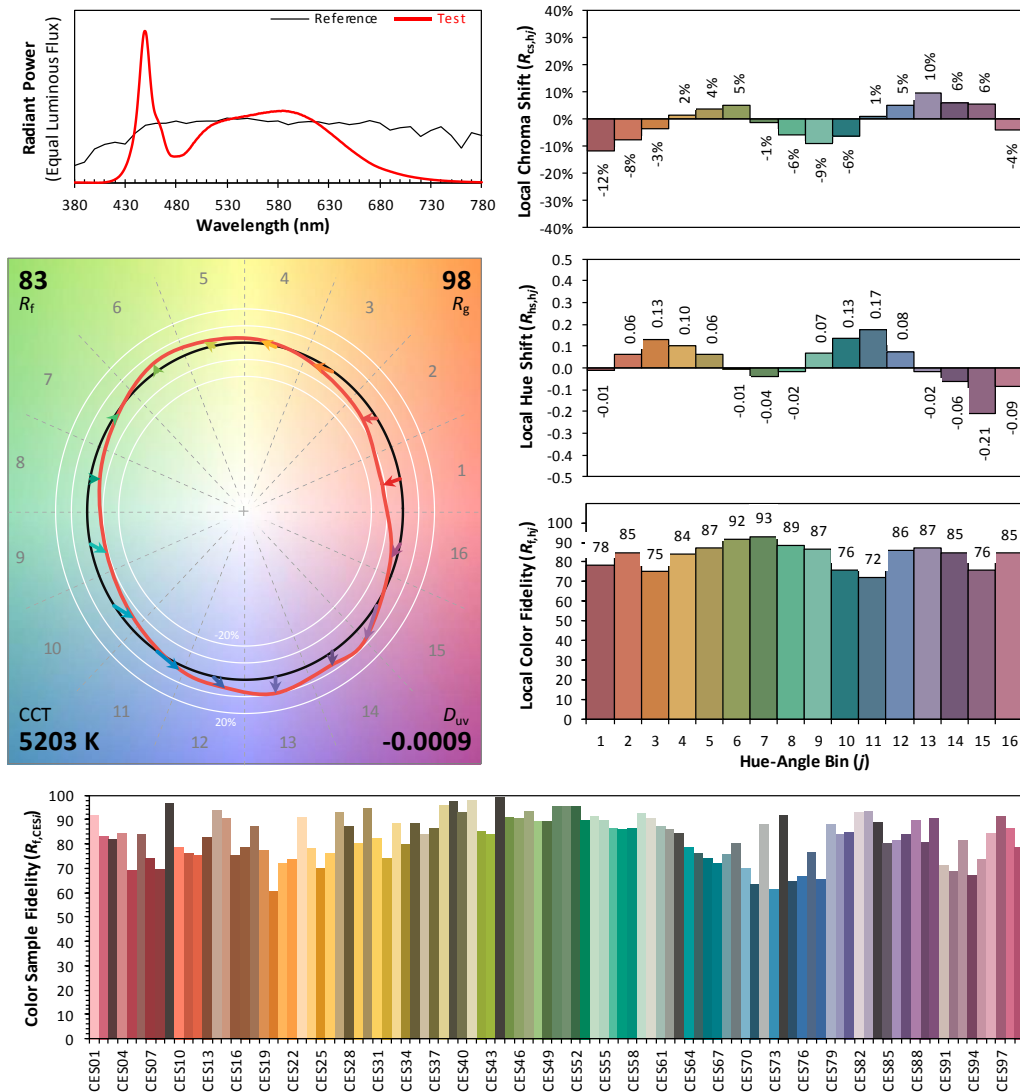 Reference
Test
Radiant Power
(Equal Luminous Flux)
380 430 480 530 580 630 680 730 780
Wavelength (nm)
Local Chroma Shift (Rcs,hj)
40%
30%
20%
10%
0%
-10%
-20%
-30%
-40%
-12% -8% -3% 2% 4% 5% -1% -6% -9% -6% 1% 5% 10% 6% 6% -4%
83
Rf
98
Rg
5 4
6 3
7 2
8 1
9 16
10 15
11 14
12 13
-20%
20%
CCT
5203 K
Duv
-0.0009
Local Hue Shift (Rhs,hj)
0.5
0.4
0.3
0.2
0.1
0.0
-0.1
-0.2
-0.3
-0.4
-0.5
-0.01 0.06 0.13 0.10 0.06 -0.01 -0.04 -0.02 0.07 0.13 0.17 0.08 -0.02 -0.06 -0.21 -0.09
Local Color Fidelity (Rf,hj)
100
90
80
70
60
50
40
30
20
10
0
78 85 75 84 87 92 93 89 87 76 72 86 87 85 76 85
1 2 3 4 5 6 7 8 9 10 11 12 13 14 15 16
Hue-Angle Bin (j)
Color Sample Fidelity (Rf,CESi)
100
90
80
70
60
50
40
30
20
10
0
CES01 CES04 CES07 CES10 CES13 CES16 CES19 CES22 CES25 CES28 CES31 CES34 CES37 CES40 CES43 CES46 CES49 CES52 CES55 CES58 CES61 CES64 CES67 CES70 CES73 CES76 CES79 CES82 CES85 CES88 CES91 CES94 CES97